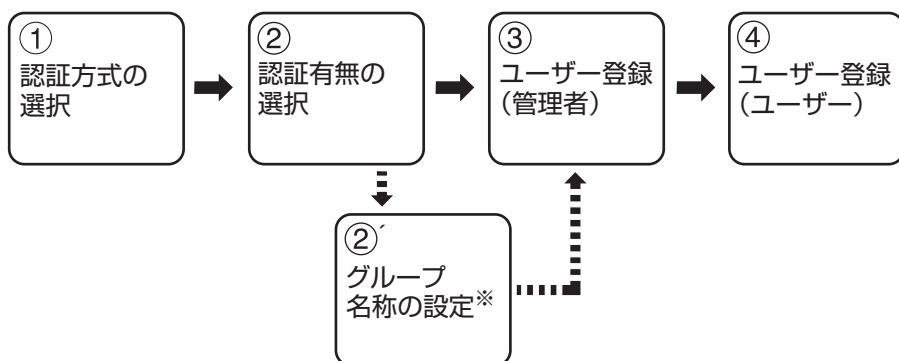 ①
認証方式の
選択
②
認証有無の
選択
③
ユーザー登録
（管理者）
④
ユーザー登録
（ユーザー）
②´
グループ
名称の設定※